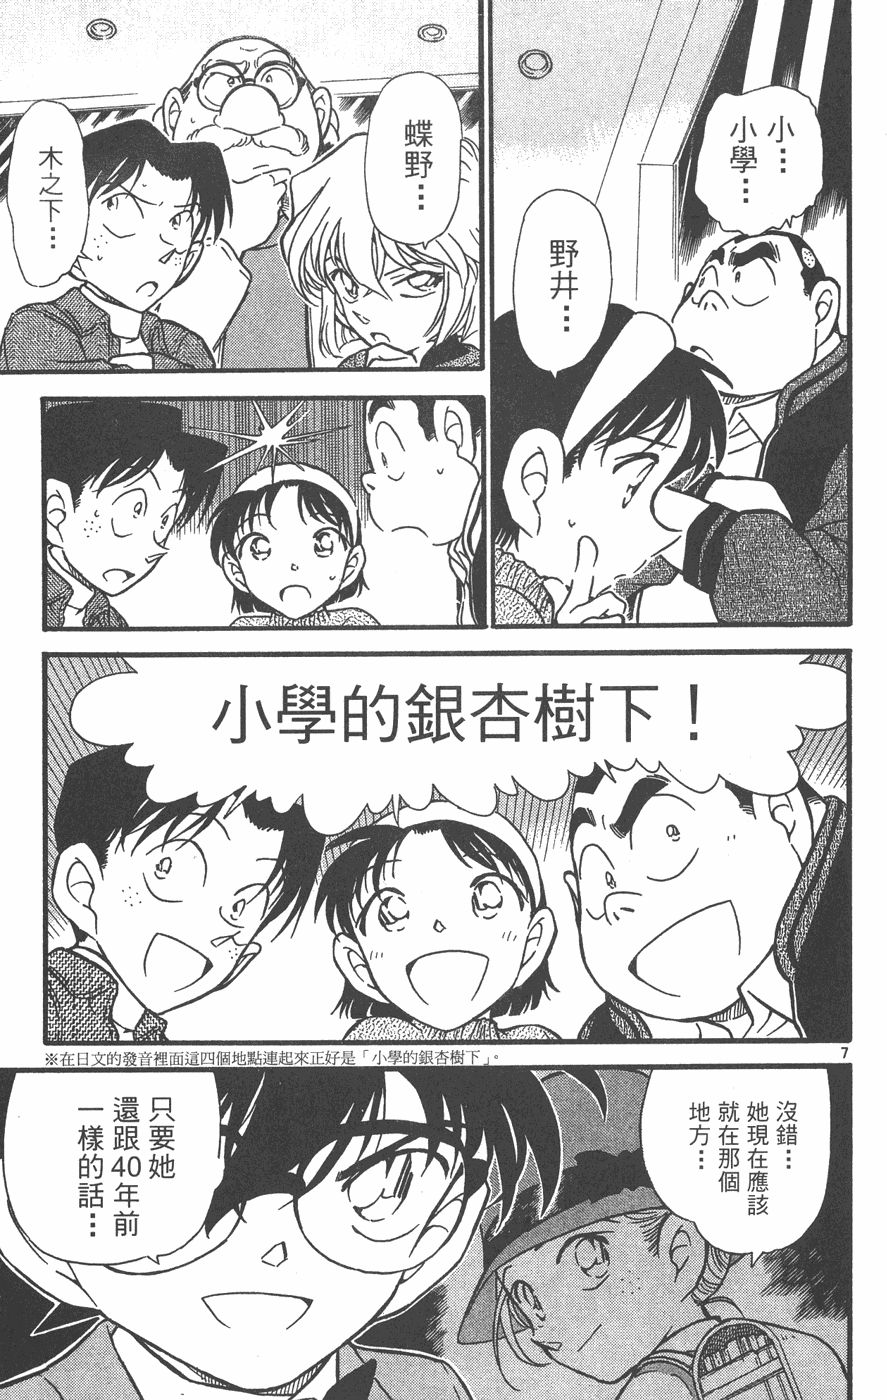 小…
小學…
野井…
蝶野…
木之下…
小學的銀杏樹下！
※在日文的發音裡面這四個地點連起來正好是「小學的銀杏樹下」。
7
沒錯…
她現在應該
就在那個
地方…
只要她
還跟40年前
一樣的話…